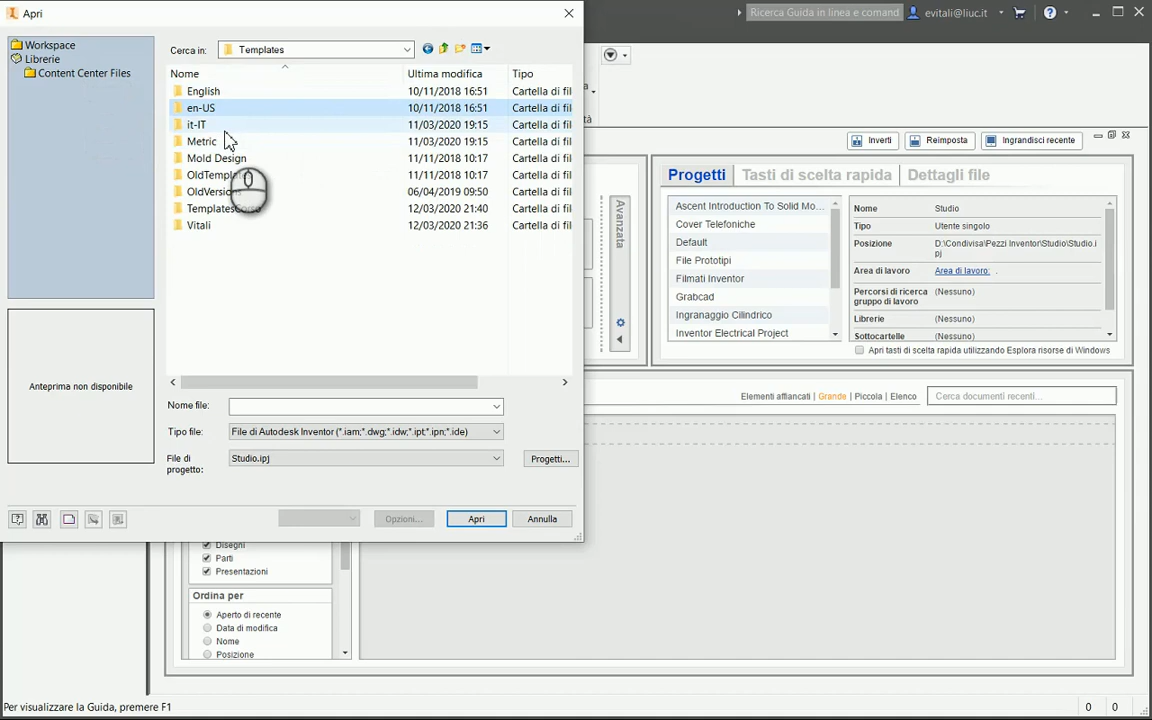 Apri
Ricerca Guida in linea e comand
evitali@liuc.it
Workspace
Librerie
Content Center Files
Cerca in:
Templates
Nome
Ultima modifica
Tipo
English
10/11/2018 16:51
Cartella di fil
en-US
10/11/2018 16:51
Cartella di fil
it-IT
11/03/2020 19:15
Cartella di fil
Metric
11/03/2020 19:15
Cartella di fil
Mold Design
11/11/2018 10:17
Cartella di fil
11/11/2018 10:17
Cartella di fil
06/04/2019 09:50
Cartella di fil
12/03/2020 21:40
Cartella di fil
Vitali
12/03/2020 21:36
Cartella di fil
Anteprima non disponibile
Nome file:
Tipo file:
File di Autodesk Inventor (*.iam;*.dwg;*.idw;*.ipt;*.ipn;*.ide)
File di progetto:
Studio.ipj
Progetti...
Opzioni...
Apri
Annulla
Inverti
Reimposta
Ingrandisci recente
Avanzata
Progetti
Tasti di scelta rapida
Dettagli file
Ascent Introduction To Solid Mo...
Cover Telefoniche
Default
File Prototipi
Filmati Inventor
Grabcad
Ingranaggio Cilindrico
Inventor Electrical Project
Nome
Studio
Tipo
Utente singolo
Posizione
D:\Condivisa\Pezzi Inventor\Studio\Studio.i
pj
Area di lavoro
Area di lavoro: .
Percorsi di ricerca
gruppo di lavoro
(Nessuno)
Librerie
(Nessuno)
Sottocartelle
(Nessuno)
Apri tasti di scelta rapida utilizzando Esplora risorse di Windows
Elementi affiancati | Grande | Piccola | Elenco
Cerca documenti recenti...
Disegni
Parti
Presentazioni
Ordina per
Aperto di recente
Data di modifica
Nome
Posizione
Per visualizzare la Guida, premere F1
0
0